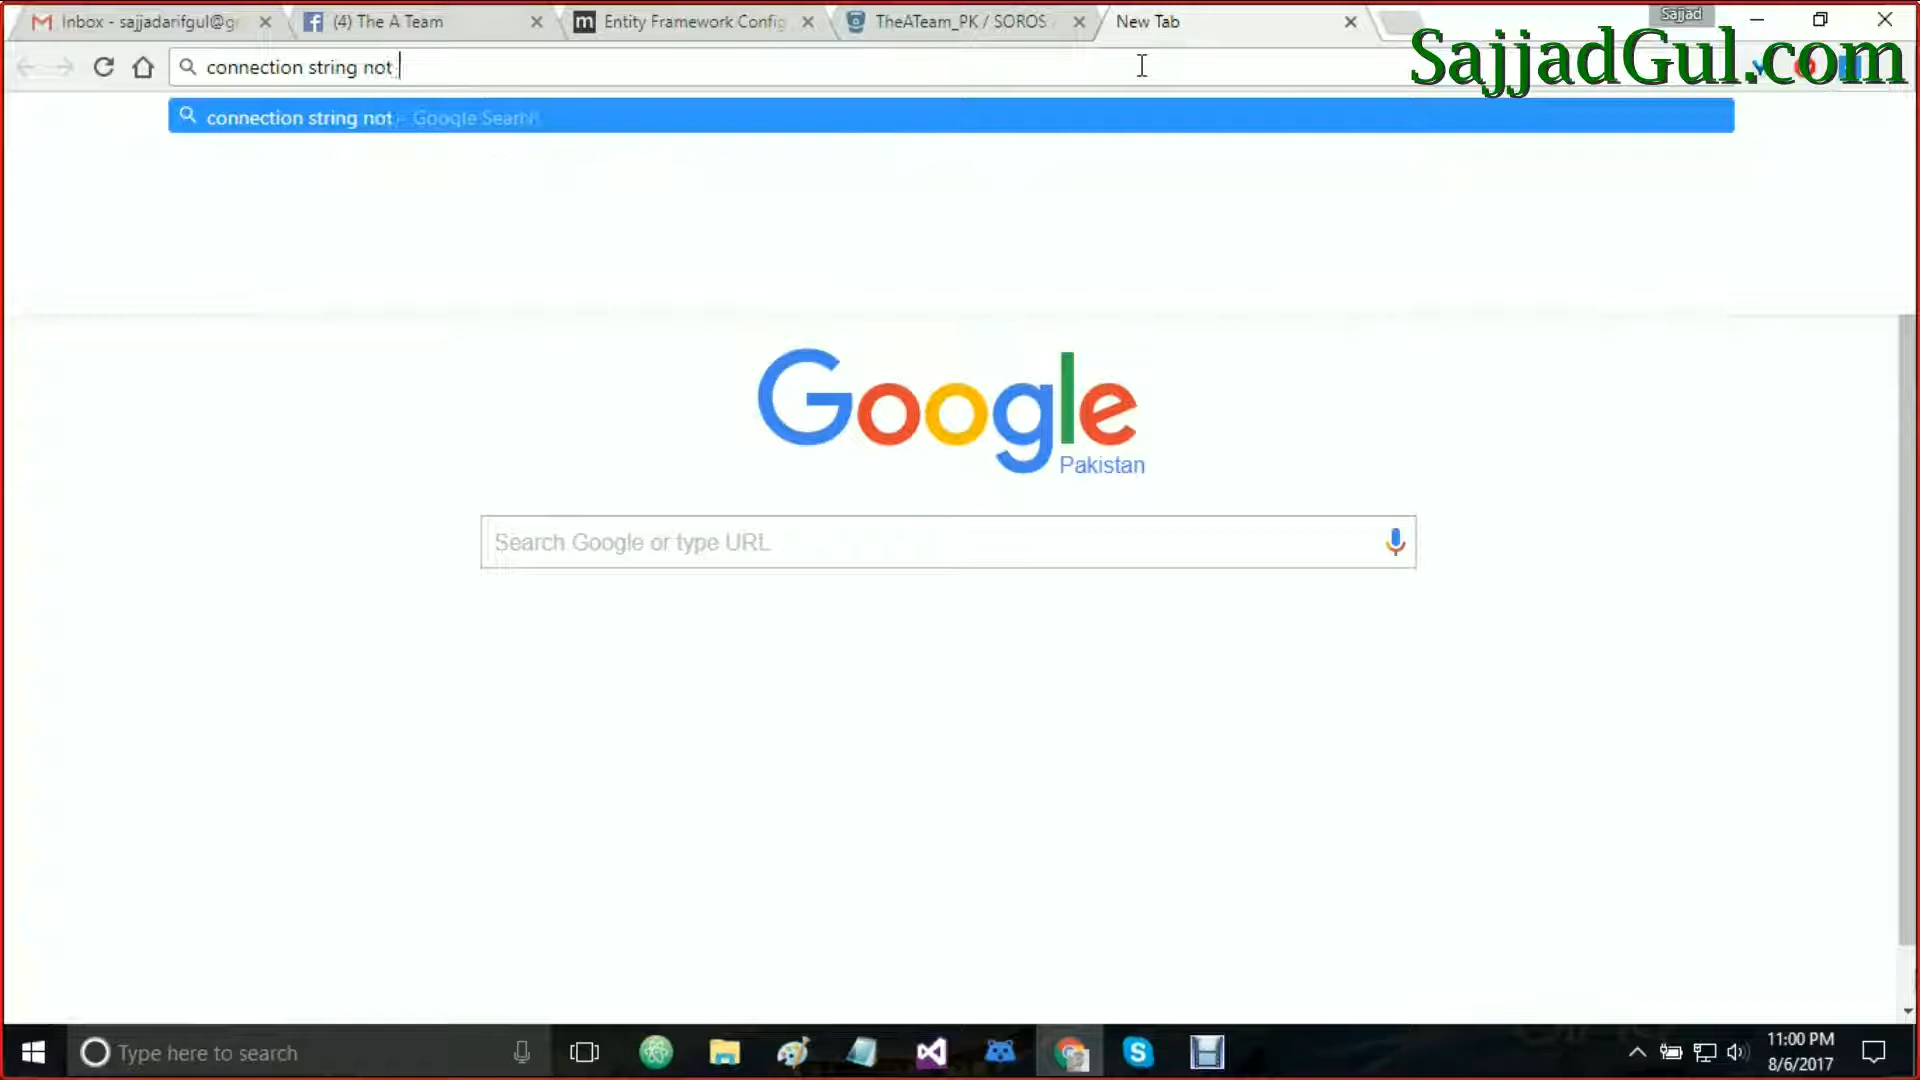 Inbox - sajjadarifgul@g
(4) The A Team
Entity Framework Config
TheATeam_PK / SOROS
New Tab
Sajjad
SajjadGul.com
connection string not
connection string not - Google Search
Google
Pakistan
Search Google or type URL
Type here to search
11:00 PM
8/6/2017